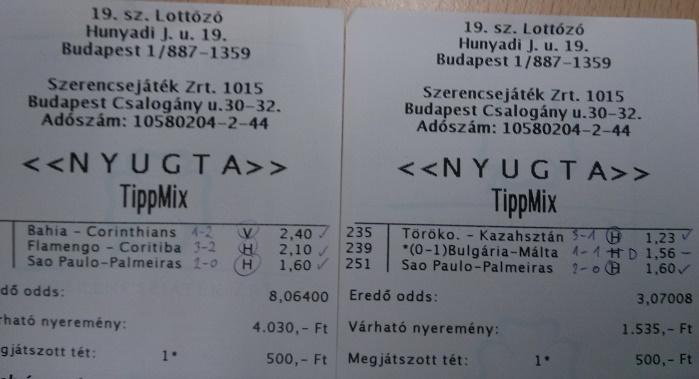 19. sz. Lottózó
Hunyadi J. u. 19.
Budapest 1/887-1359
Szerencsejáték Zrt. 1015
Budapest Csalogány u.30-32.
Adószám: 10580204-2-44
<<NYUGTA>>
TippMix
Bahia - Corinthians 1-2 V 2,40 ✓
Flamengo - Coritiba 3-2 H 2,10 ✓
Sao Paulo-Palmeiras 2-0 H 1,60 ✓
dő odds: 8,06400
rható nyeremény: 4.030,- Ft
gjátszott tét: 1* 500,- Ft
19. sz. Lottózó
Hunyadi J. u. 19.
Budapest 1/887-1359
Szerencsejáték Zrt. 1015
Budapest Csalogány u.30-32.
Adószám: 10580204-2-44
<<NYUGTA>>
TippMix
235 Töröko. - Kazahsztán 3-1 H 1,23 ✓
239 *(0-1)Bulgária-Málta 1-1 H D 1,56 -
251 Sao Paulo-Palmeiras 2-0 H 1,60 ✓
Eredő odds: 3,07008
Várható nyeremény: 1.535,- Ft
Megjátszott tét: 1* 500,- Ft